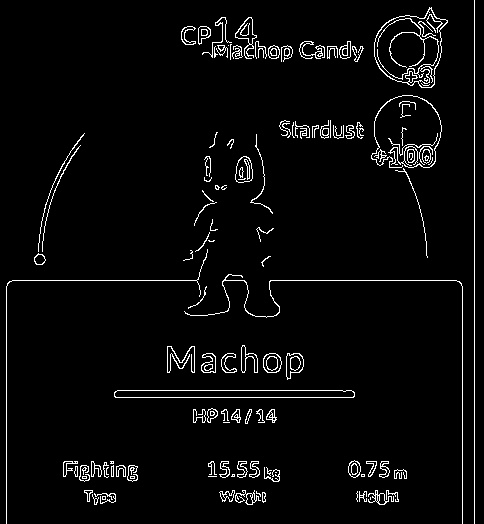 CP14
Machop Candy
+3
Stardust
+100
Machop
HP 14 / 14
Fighting 15.55 kg 0.75 m
Type Weight Height